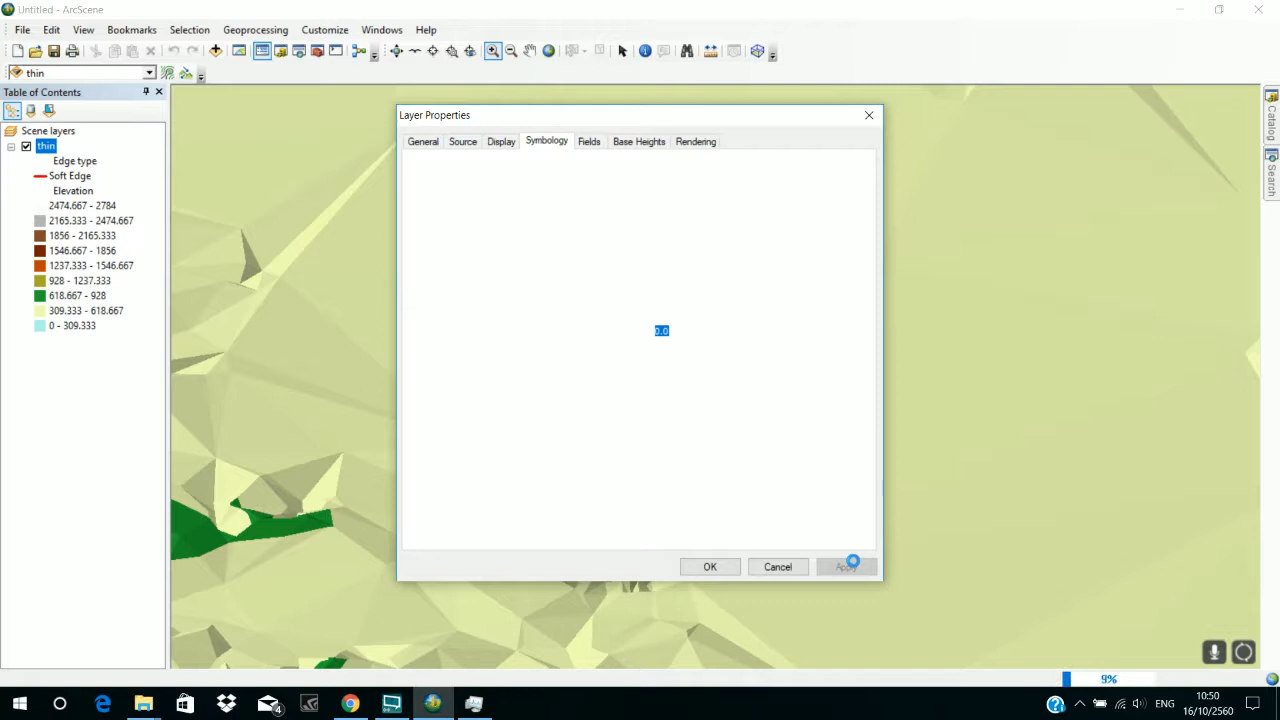 Untitled - ArcScene
File Edit View Bookmarks Selection Geoprocessing Customize Windows Help
thin
Table of Contents
Scene layers
thin
Edge type
Soft Edge
Elevation
2474.667 - 2784
2165.333 - 2474.667
1856 - 2165.333
1546.667 - 1856
1237.333 - 1546.667
928 - 1237.333
618.667 - 928
309.333 - 618.667
0 - 309.333
Layer Properties
General Source Display Symbology Fields Base Heights Rendering
0.0
OK Cancel Apply
Catalog
Search
9%
4
ENG
10:50
16/10/2560